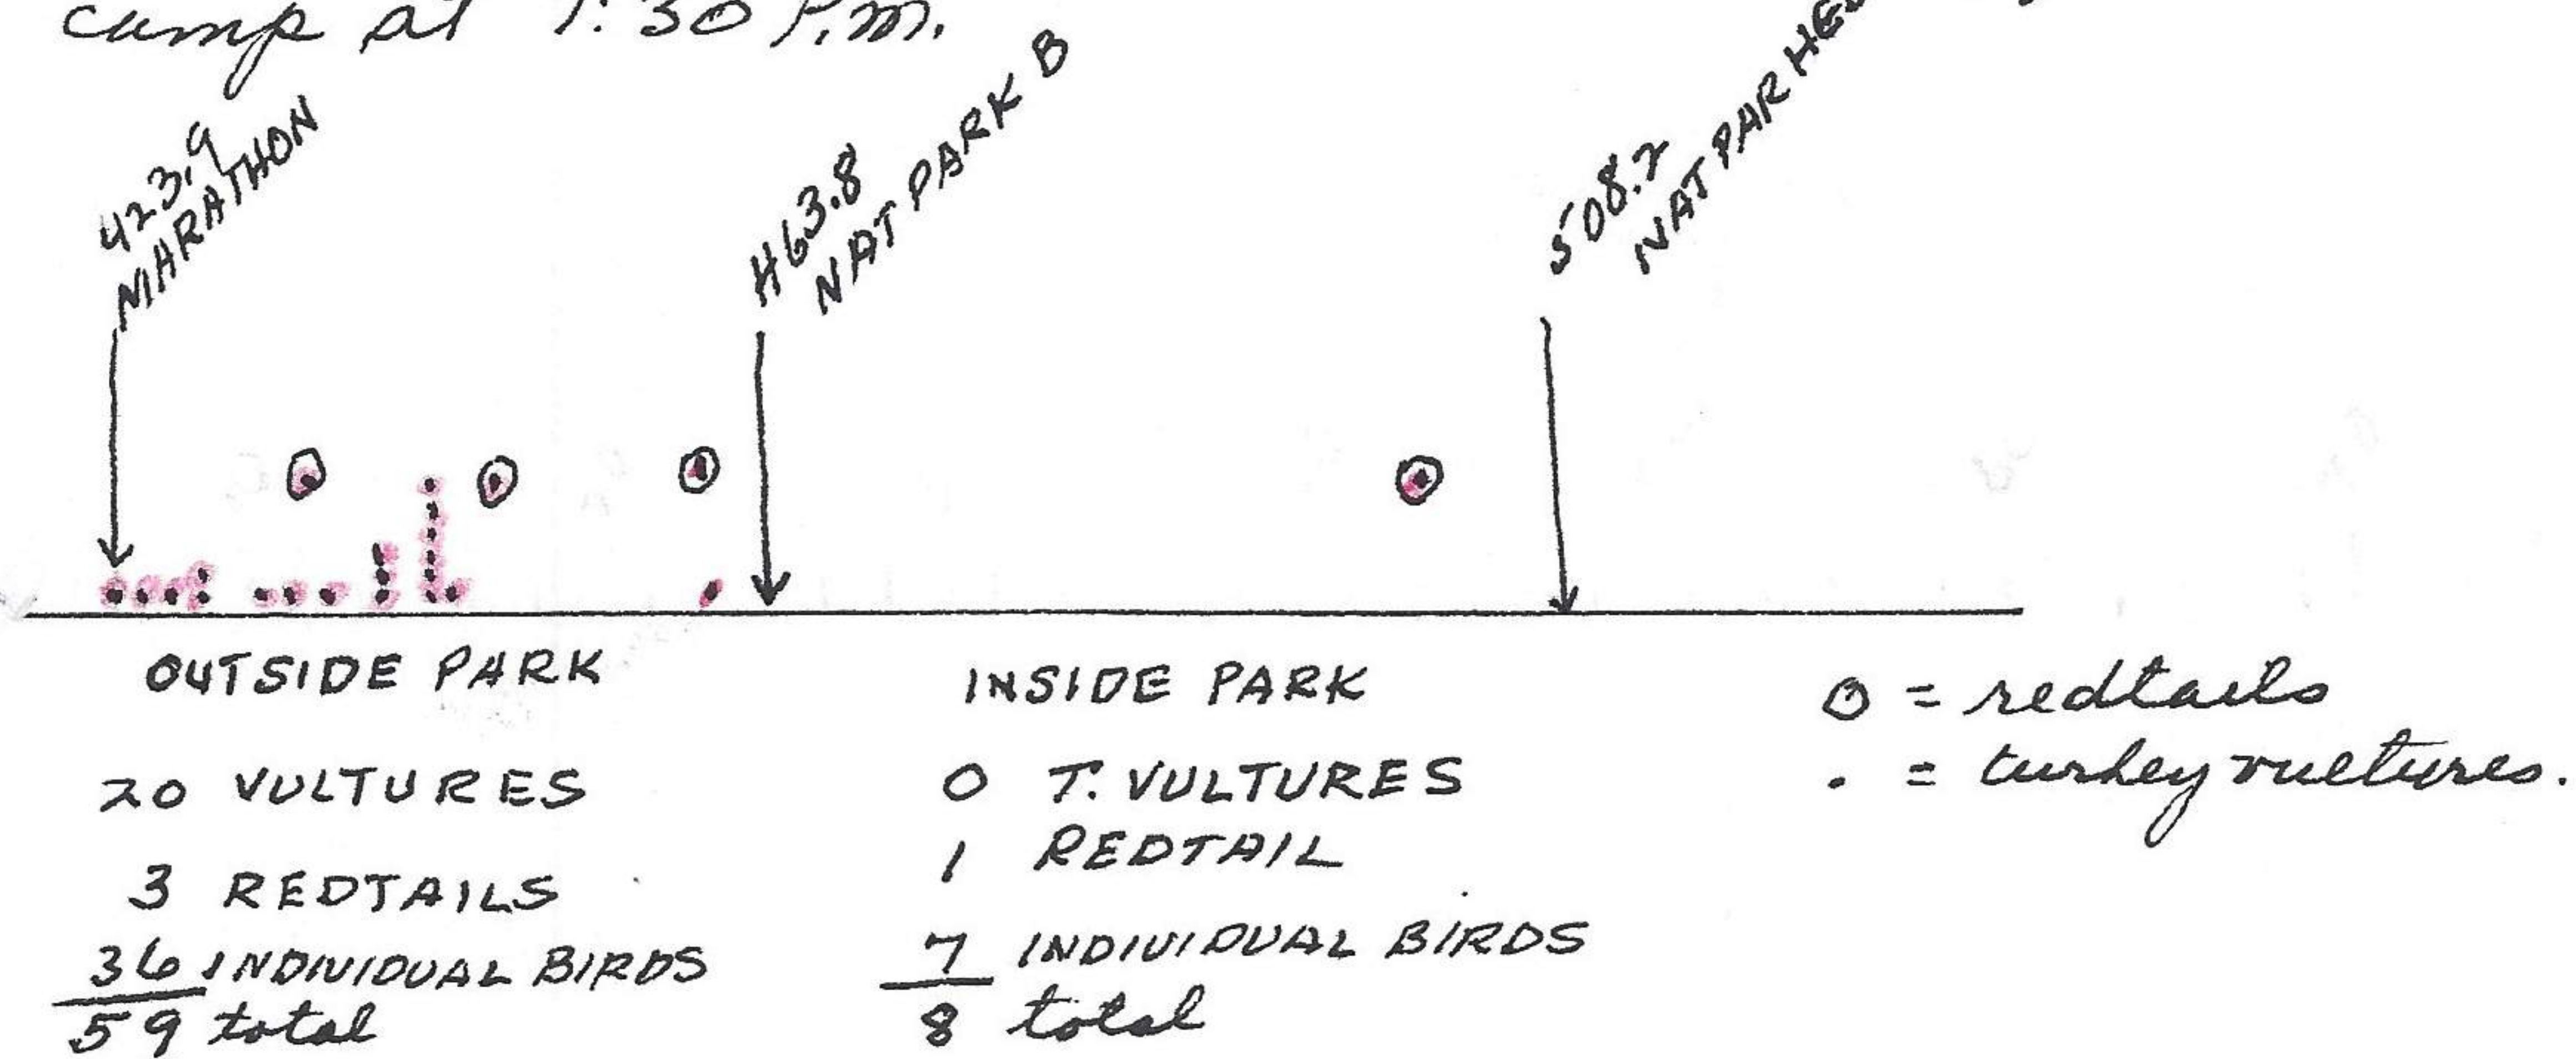 camp at 1:30 P.M.
423.9
MARATHON
463.8
NAT PARK B
508.2
NAT PAR
OUTSIDE PARK
20 VULTURES
3 REDTAILS
36 INDIVIDUAL BIRDS
59 total
INSIDE PARK
0 T. VULTURES
1 REDTAIL
7 INDIVIDUAL BIRDS
8 total
O = redtails
. = turkey vultures.